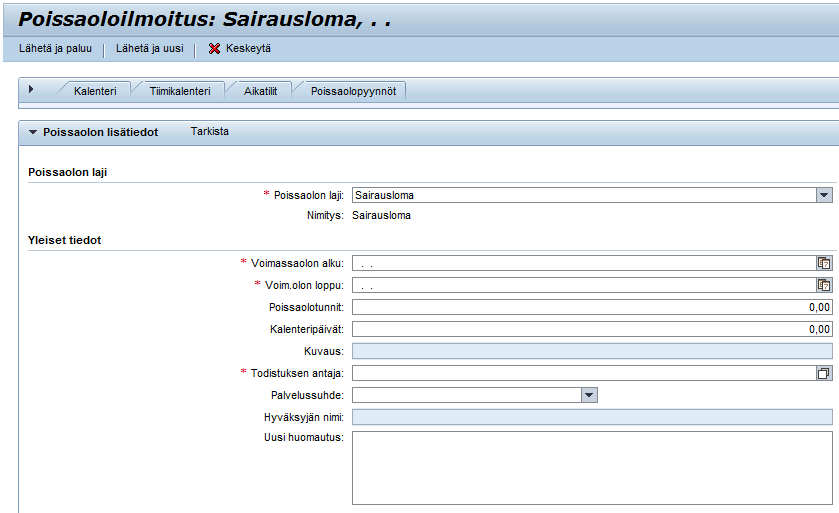 Poissaoloilmoitus: Sairausloma, . .
Lähetä ja paluu Lähetä ja uusi Keskeytä
Kalenteri Tiimikalenteri Aikatilit Poissaolopyynnöt
Poissaolon lisätiedot Tarkista
Poissaolon laji
* Poissaolon laji: Sairausloma
Nimitys: Sairausloma
Yleiset tiedot
* Voimassaolon alku: . .
* Voim.olon loppu: . .
Poissaolotunnit: 0,00
Kalenteripäivät: 0,00
Kuvaus:
* Todistuksen antaja:
Palvelussuhde:
Hyväksyjän nimi:
Uusi huomautus: